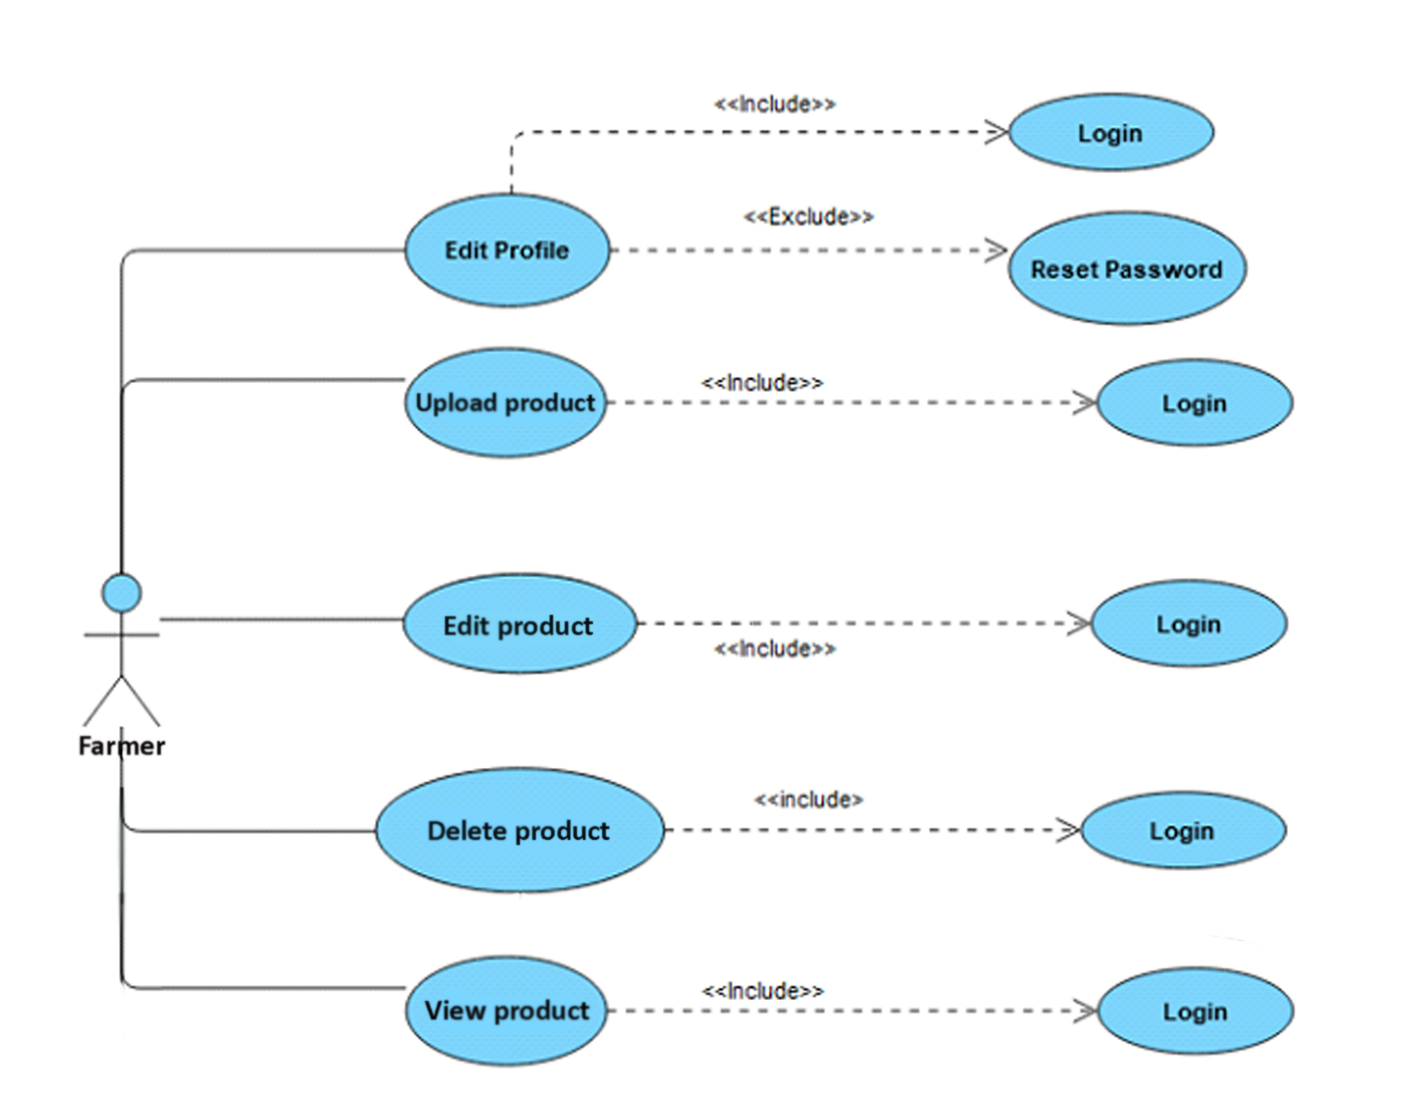 <<Include>>
Login
<<Exclude>>
Edit Profile
Reset Password
<<Include>>
Upload product
Login
Edit product
Login
<<Include>>
Farmer
<<include>
Delete product
Login
<<Include>>
View product
Login